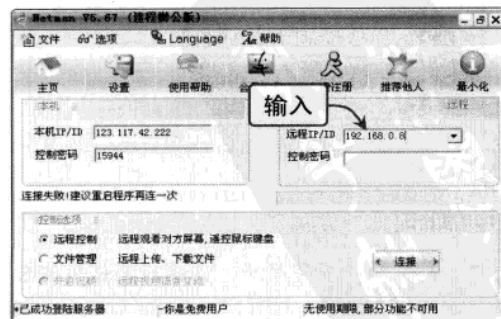 Netman V5.67 (远程办公版)
文件 选项 Language 帮助
主页 设置 使用帮助 注册 推荐他人 最小化
输入
本机 远程
本机IP/ID 123.117.42.222 远程IP/ID 192.168.0.8
控制密码 15944 控制密码
连接失败!建议重启程序再连一次
控制选项
远程控制 远程观看对方屏幕,遥控鼠标键盘
文件管理 远程上传、下载文件
连接
已成功登陆服务器 -你是免费用户 无使用期限,部分功能不可用